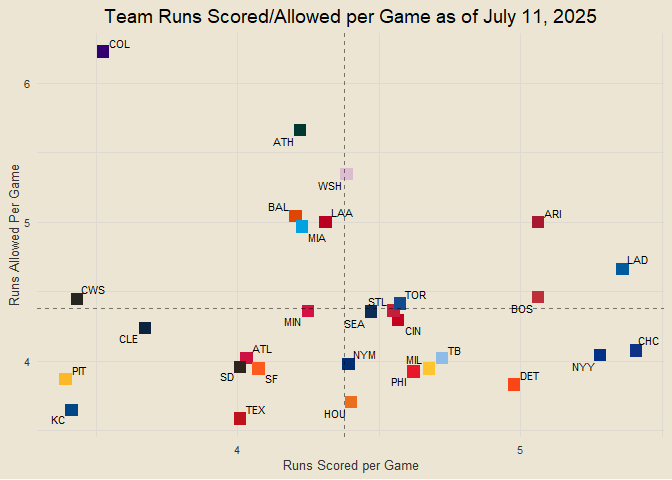 Team Runs Scored/Allowed per Game as of July 11, 2025
COL
6
ATH
WSH
BAL
LAA
ARI
5
MIA
LAD
CWS
TOR
STL
BOS
MIN
SEA
CIN
CLE
CHC
ATL
NYM
TB
4
MIL
NYY
PIT
SD
SF
PHI
DET
KC
TEX
HOU
4
5
Runs Allowed Per Game
Runs Scored per Game